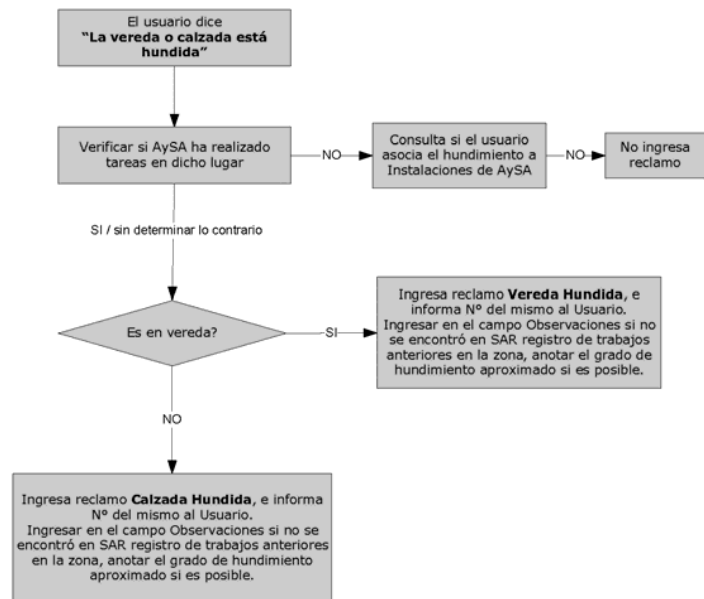 El usuario dice
"La vereda o calzada está
hundida"
Verificar si AySA ha realizado
tareas en dicho lugar
NO
Consulta si el usuario
asocia el hundimiento a
Instalaciones de AySA
NO
No ingresa
reclamo
SI / sin determinar lo contrario
Es en vereda?
SI
Ingresa reclamo Vereda Hundida, e
informa N° del mismo al Usuario.
Ingresar en el campo Observaciones si no
se encontró en SAR registro de trabajos
anteriores en la zona, anotar el grado de
hundimiento aproximado si es posible.
NO
Ingresa reclamo Calzada Hundida, e informa
N° del mismo al Usuario.
Ingresar en el campo Observaciones si no se
encontró en SAR registro de trabajos anteriores
en la zona, anotar el grado de hundimiento
aproximado si es posible.